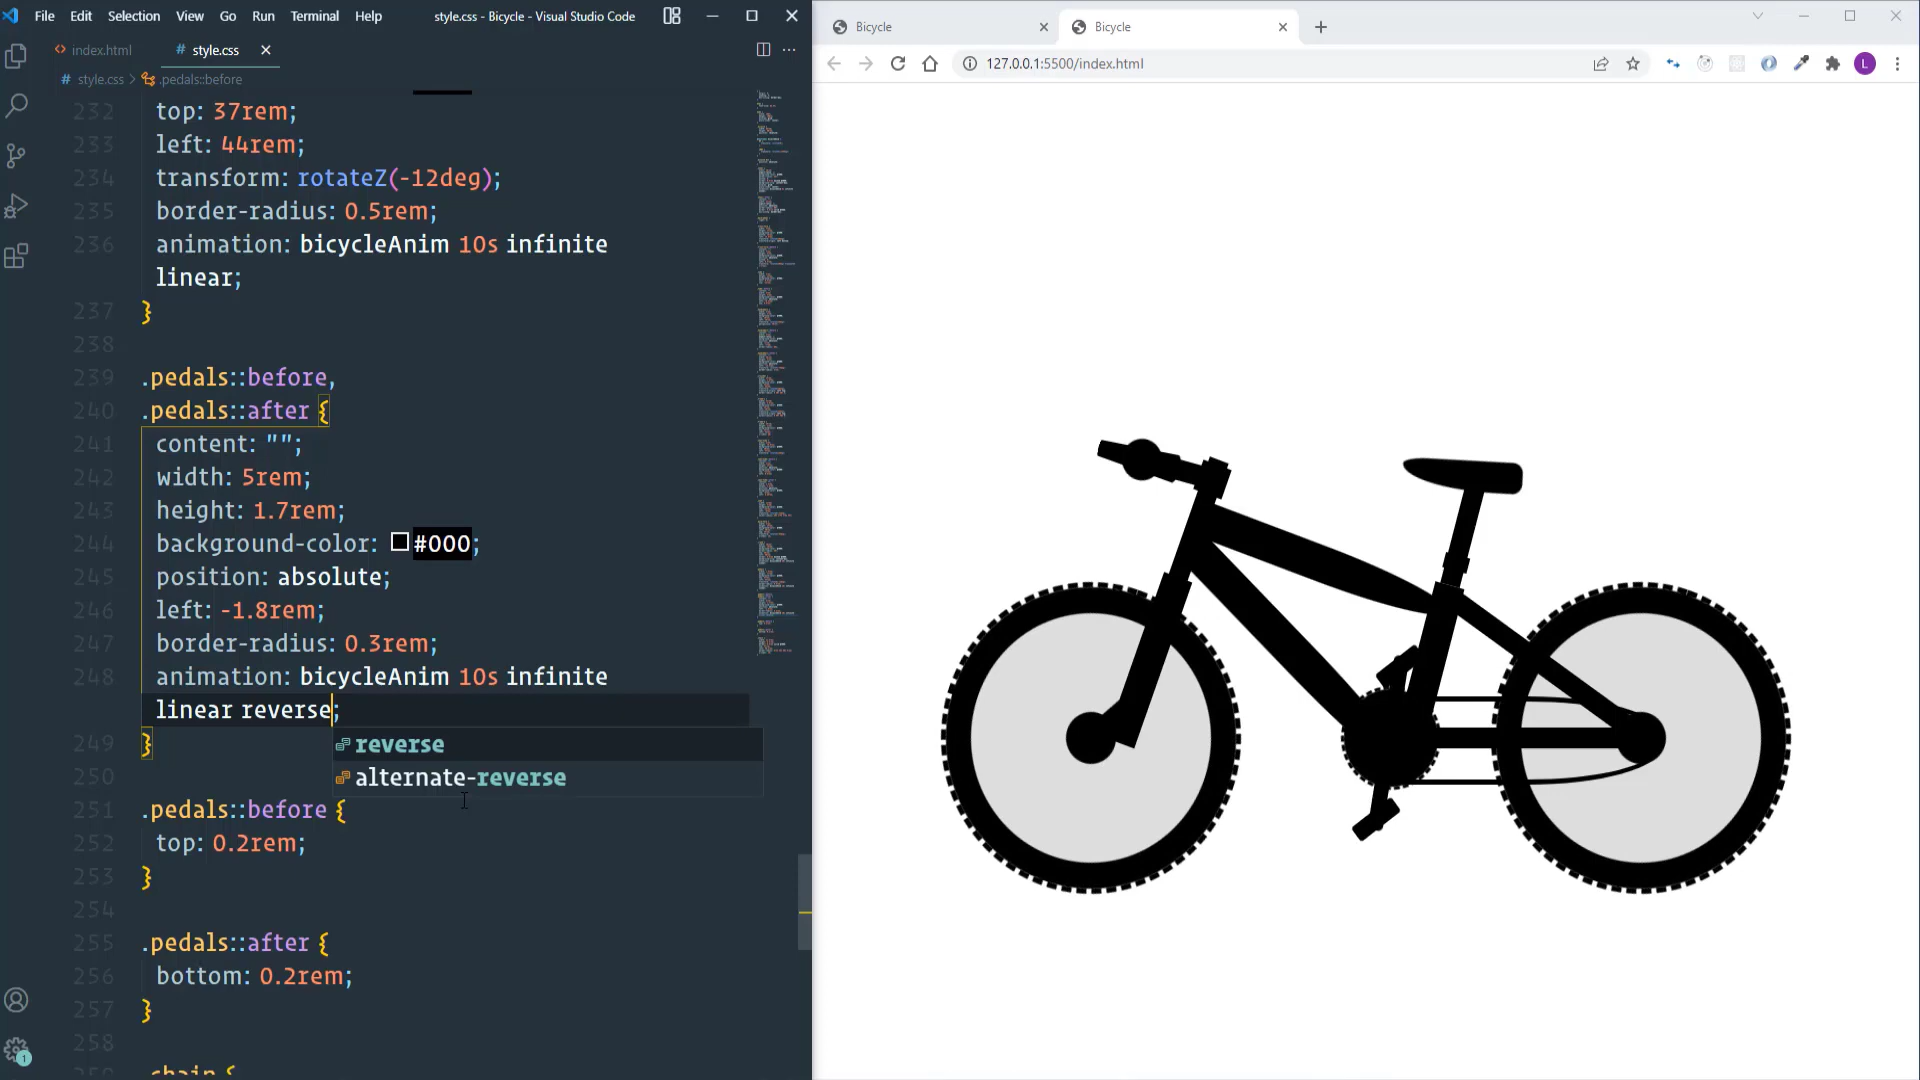 File Edit Selection View Go Run Terminal Help
style.css - Bicycle - Visual Studio Code
index.html
# style.css
# style.css > .pedals::before
232 top: 37rem;
233 left: 44rem;
234 transform: rotateZ(-12deg);
235 border-radius: 0.5rem;
236 animation: bicycleAnim 10s infinite
linear;
237 }
238
239 .pedals::before,
240 .pedals::after {
241 content: "";
242 width: 5rem;
243 height: 1.7rem;
244 background-color: #000;
245 position: absolute;
246 left: -1.8rem;
247 border-radius: 0.3rem;
248 animation: bicycleAnim 10s infinite
linear reverse;
249 }
reverse
250
alternate-reverse
251 .pedals::before {
252 top: 0.2rem;
253 }
254
255 .pedals::after {
256 bottom: 0.2rem;
257 }
258
259 .chain {
1
Bicycle
Bicycle
127.0.0.1:5500/index.html
L